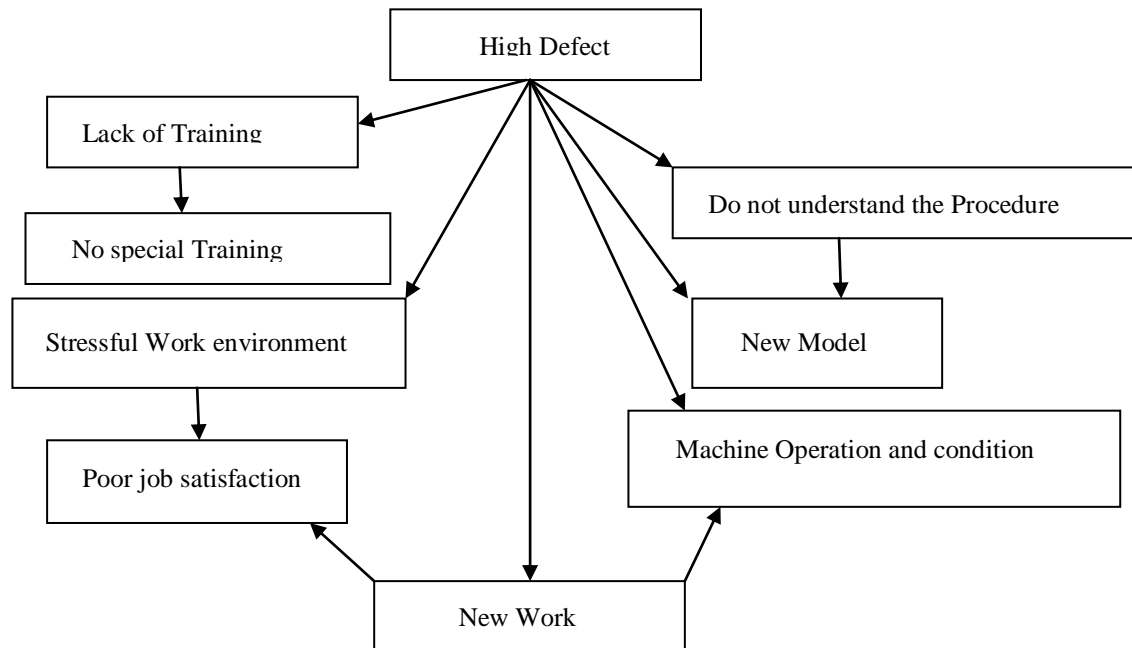 High Defect
Lack of Training
Do not understand the Procedure
No special Training
Stressful Work environment
New Model
Machine Operation and condition
Poor job satisfaction
New Work